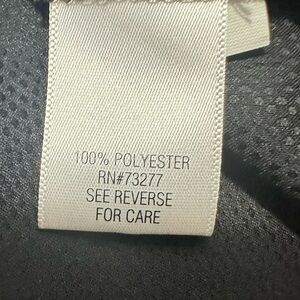 100% POLYESTER
RN#73277
SEE REVERSE
FOR CARE